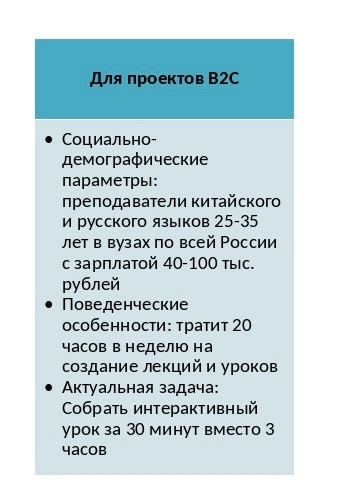 Для проектов B2C
• Социально-
демографические
параметры:
преподаватели китайского
и русского языков 25-35
лет в вузах по всей России
с зарплатой 40-100 тыс.
рублей
• Поведенческие
особенности: тратит 20
часов в неделю на
создание лекций и уроков
• Актуальная задача:
Собрать интерактивный
урок за 30 минут вместо 3
часов